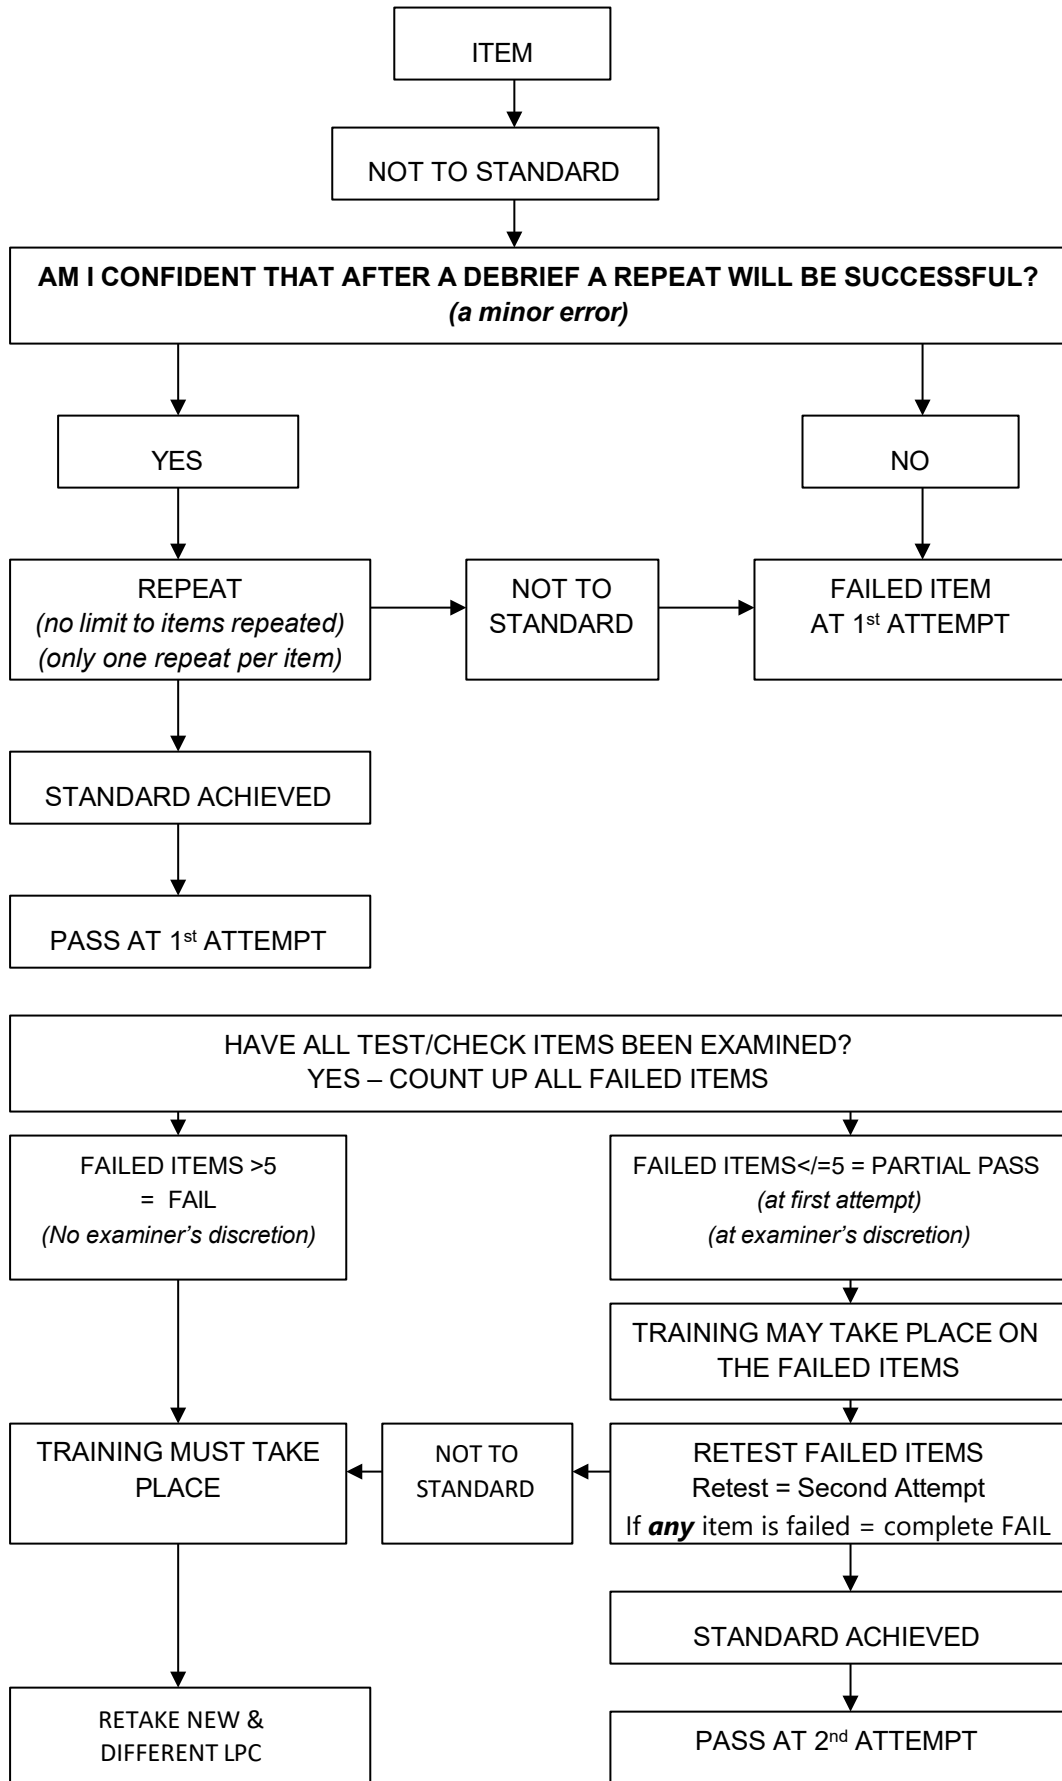 ITEM
NOT TO STANDARD
AM I CONFIDENT THAT AFTER A DEBRIEF A REPEAT WILL BE SUCCESSFUL?
(a minor error)
YES
NO
REPEAT
(no limit to items repeated)
(only one repeat per item)
NOT TO
STANDARD
FAILED ITEM
AT 1st ATTEMPT
STANDARD ACHIEVED
PASS AT 1st ATTEMPT
HAVE ALL TEST/CHECK ITEMS BEEN EXAMINED?
YES – COUNT UP ALL FAILED ITEMS
FAILED ITEMS >5
= FAIL
(No examiner’s discretion)
FAILED ITEMS</=5 = PARTIAL PASS
(at first attempt)
(at examiner’s discretion)
TRAINING MAY TAKE PLACE ON
THE FAILED ITEMS
TRAINING MUST TAKE
PLACE
NOT TO
STANDARD
RETEST FAILED ITEMS
Retest = Second Attempt
If any item is failed = complete FAIL
STANDARD ACHIEVED
RETAKE NEW &
DIFFERENT LPC
PASS AT 2nd ATTEMPT